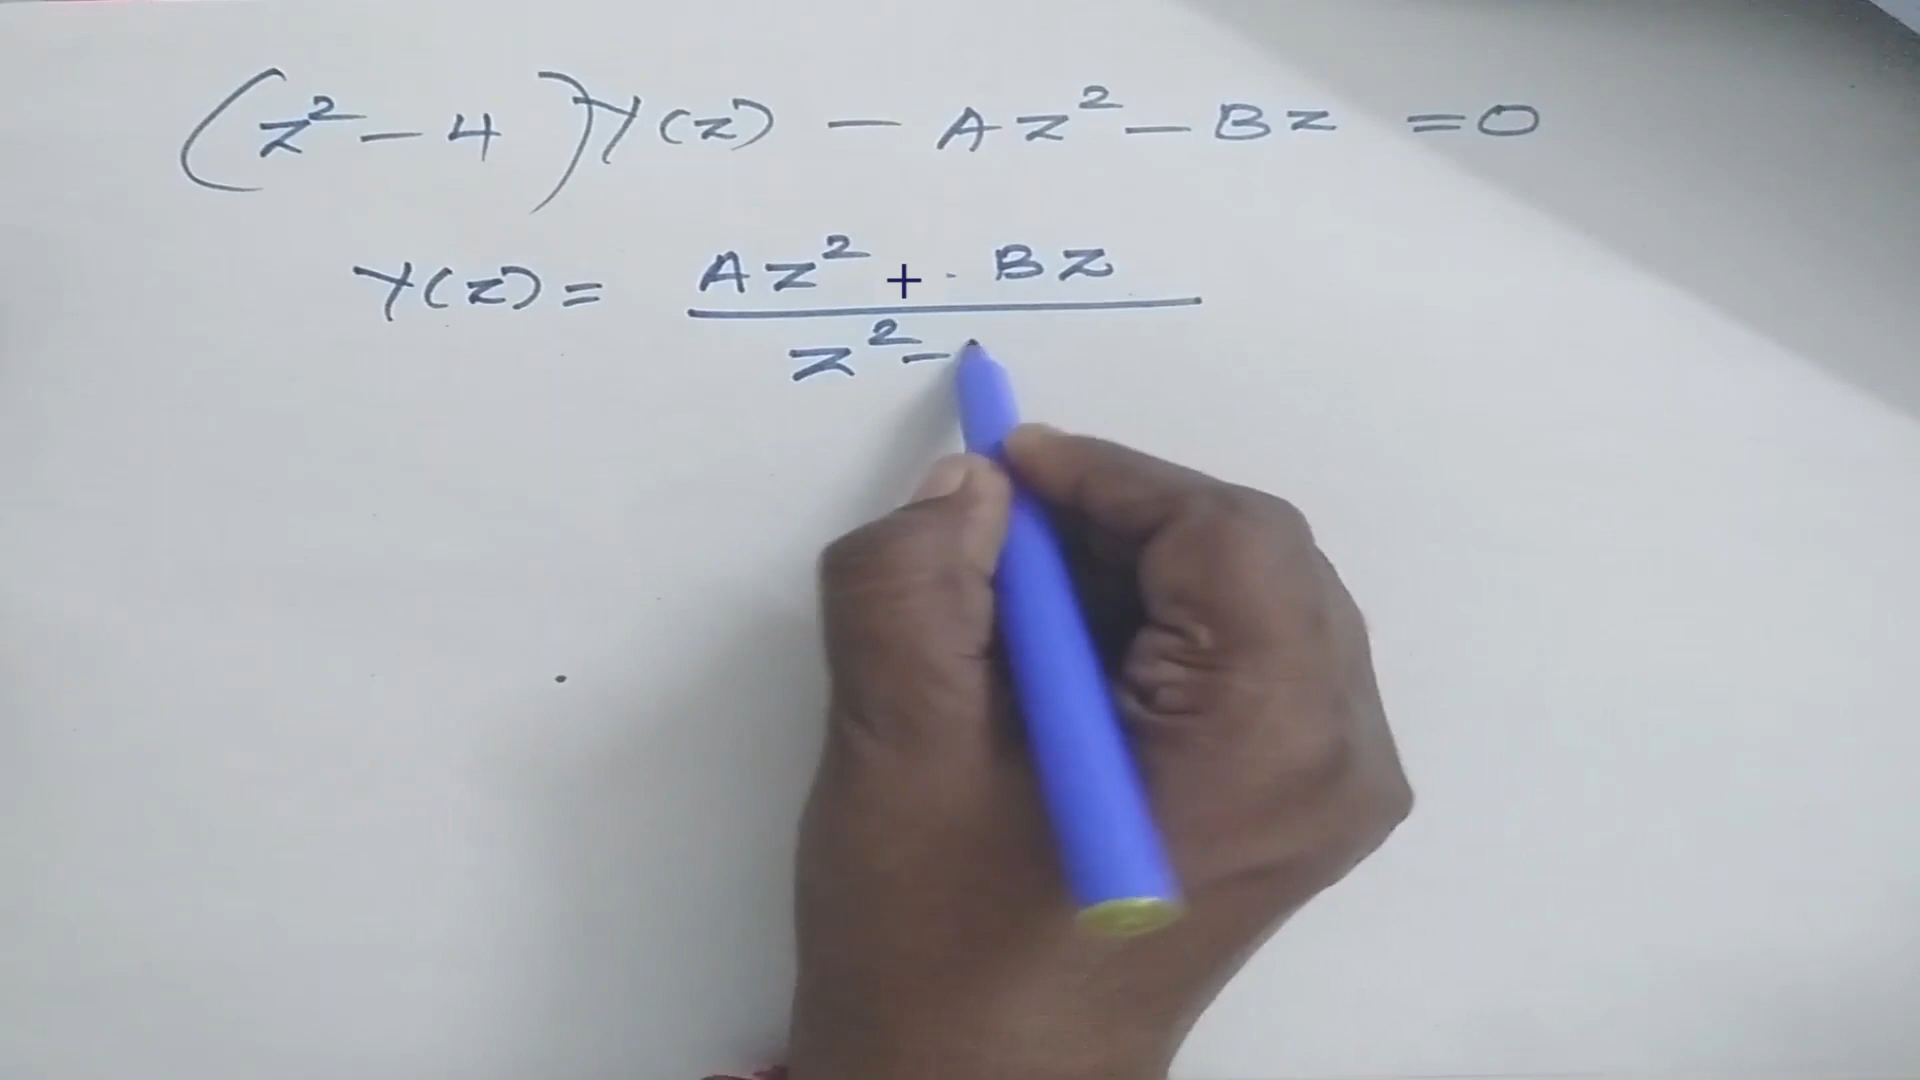 (z² - 4) Y(z) - Az² - Bz = 0
Y(z) = Az² + Bz
z² -